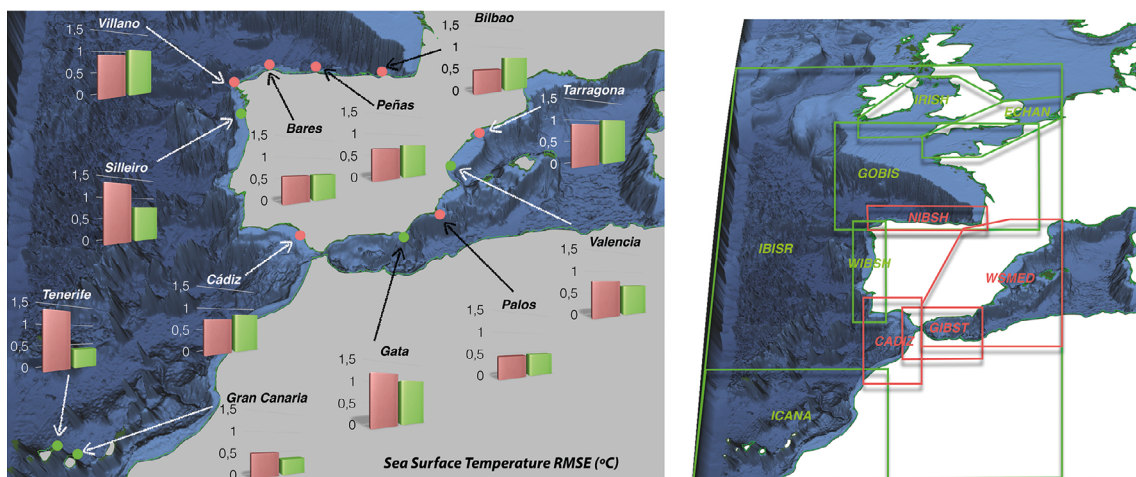 Villano
1,5
1
0,5
0
Bilbao
1,5
1
0,5
0
Peñas
1,5
1
0,5
0
Tarragona
1,5
1
0,5
0
Bares
1,5
1
0,5
0
Silleiro
1,5
1
0,5
0
Valencia
1,5
1
0,5
0
Cádiz
1,5
1
0,5
0
Tenerife
1,5
1
0,5
0
Palos
1,5
1
0,5
0
Gata
1,5
1
0,5
0
Gran Canaria
1,5
1
0,5
0
Sea Surface Temperature RMSE (ºC)
IRISH
ECHAN
GOBIS
NIBSH
IBISR
WIBSH
WSMED
GIBST
CADIZ
ICANA